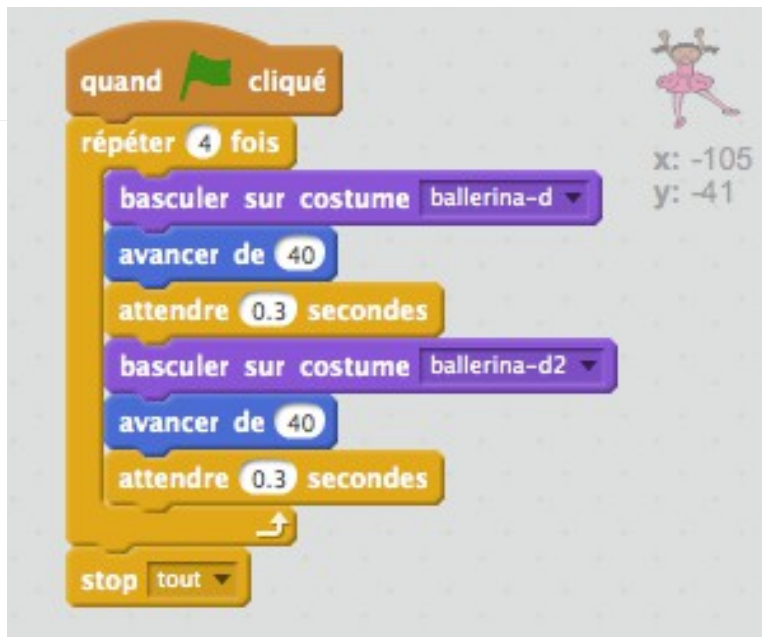 quand cliqué
répéter 4 fois
basculer sur costume ballerina-d
avancer de 40
attendre 0.3 secondes
basculer sur costume ballerina-d2
avancer de 40
attendre 0.3 secondes
stop tout
x: -105
y: -41